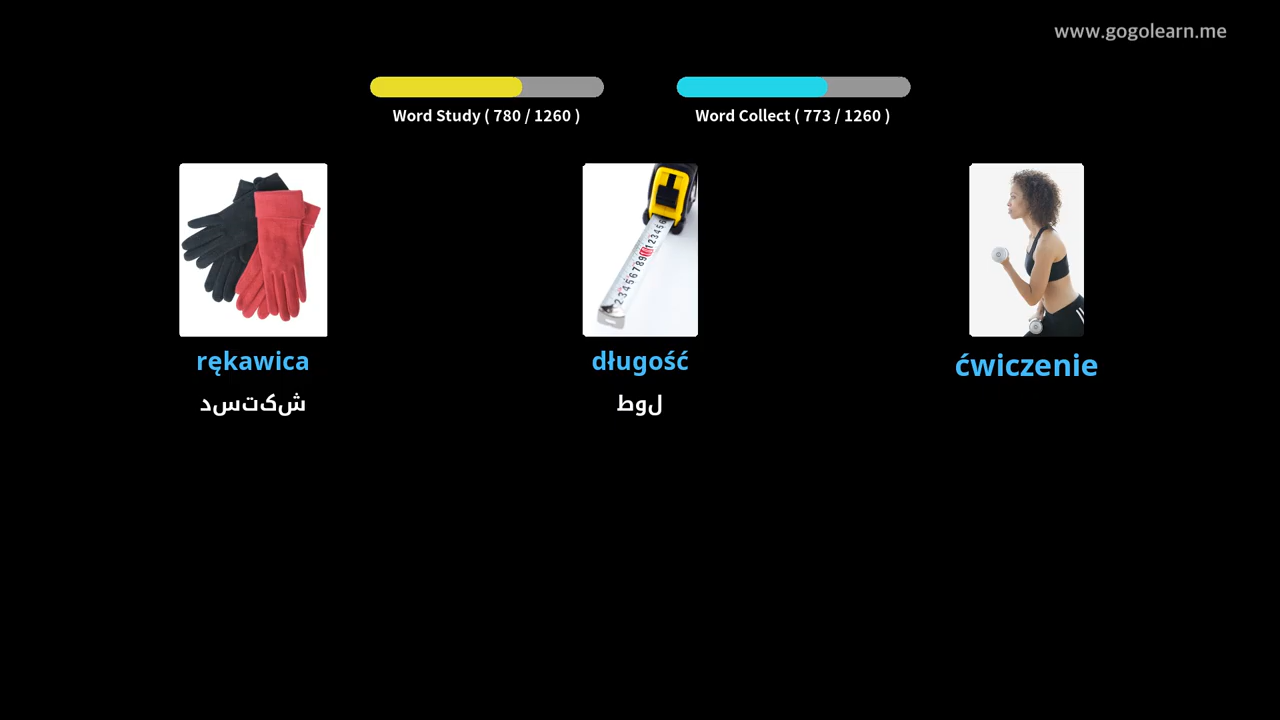 www.gogolearn.me
Word Study ( 780 / 1260 )
Word Collect ( 773 / 1260 )
rękawica
شکتسد
długość
لوط
ćwiczenie